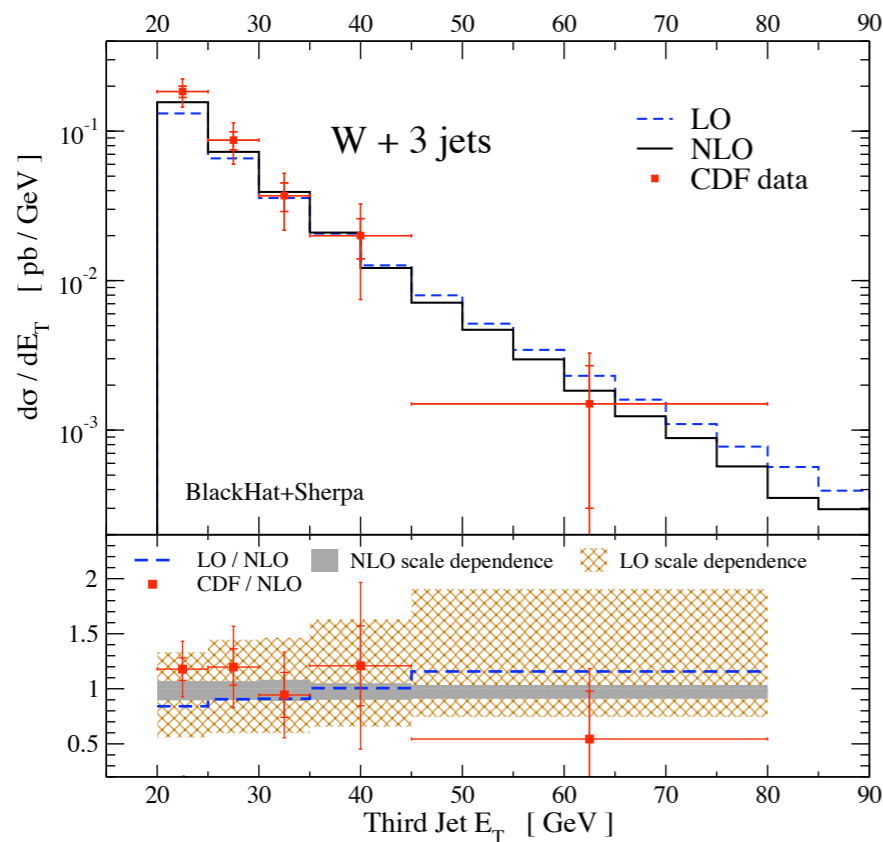 20 30 40 50 60 70 80 90
10^-1
10^-2
10^-3
dσ / dE_T [ pb / GeV ]
W + 3 jets
LO
NLO
CDF data
BlackHat+Sherpa
LO / NLO
CDF / NLO
NLO scale dependence
LO scale dependence
2
1.5
1
0.5
20 30 40 50 60 70 80 90
Third Jet E_T [ GeV ]